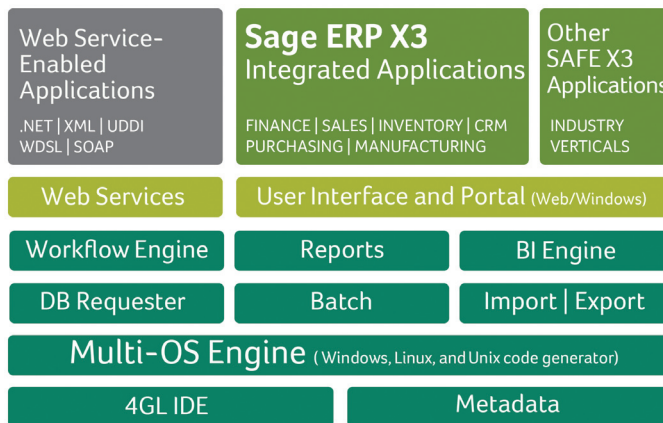 Web Service-
Enabled
Applications
.NET | XML | UDDI
WDSL | SOAP
Sage ERP X3
Integrated Applications
FINANCE | SALES | INVENTORY | CRM
PURCHASING | MANUFACTURING
Other
SAFE X3
Applications
INDUSTRY
VERTICALS
Web Services
User Interface and Portal (Web/Windows)
Workflow Engine
Reports
BI Engine
DB Requester
Batch
Import | Export
Multi-OS Engine ( Windows, Linux, and Unix code generator)
4GL IDE
Metadata